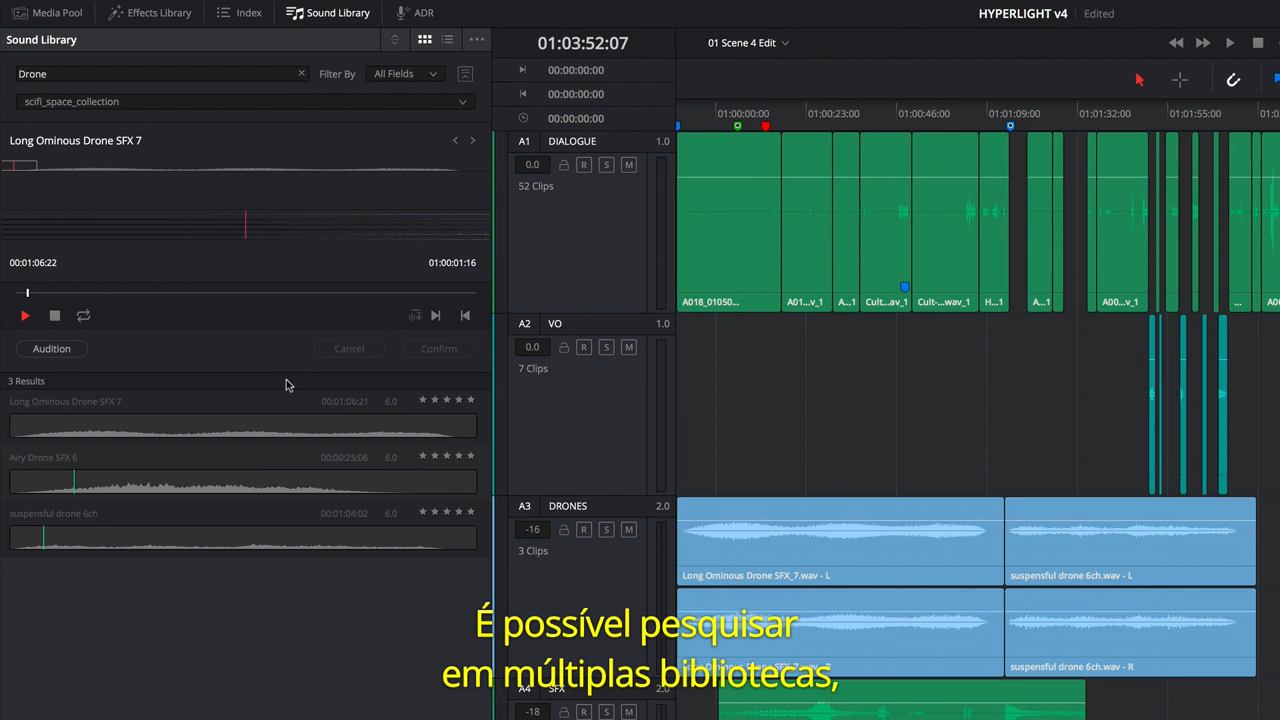 Media Pool
Effects Library
Index
Sound Library
ADR
HYPERLIGHT v4
Edited
Sound Library
01:03:52:07
01 Scene 4 Edit
Drone
Filter By
All Fields
00:00:00:00
00:00:00:00
00:00:00:00
scifi_space_collection
01:00:00:00
01:00:23:00
01:00:46:00
01:01:09:00
01:01:32:00
01:01:55:00
Long Ominous Drone SFX 7
00:01:06:22
01:00:01:16
Audition
Cancel
Confirm
3 Results
Long Ominous Drone SFX 7
00:01:06:21
6.0
Airy Drone SFX 6
00:00:25:06
6.0
suspensful drone 6ch
00:01:04:02
6.0
A1
DIALOGUE
1.0
0.0
R
S
M
52 Clips
A018_01050...
A01...v_1
A...1
Cult...av_1
Cult-...wav_1
H...1
A...1
A00...v_1
...
A2
VO
1.0
0.0
R
S
M
7 Clips
A3
DRONES
2.0
-16
R
S
M
3 Clips
Long Ominous Drone SFX_7.wav - L
suspensful drone 6ch.wav - L
suspensful drone 6ch.wav - R
A4
SFX
2.0
-18
R
S
M
É possível pesquisar
em múltiplas bibliotecas,